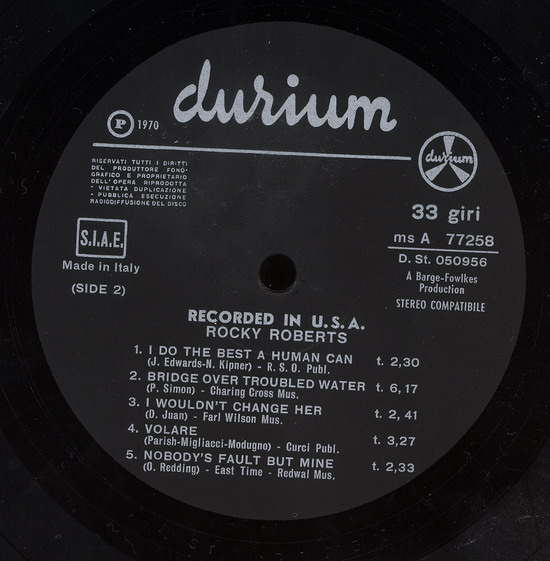 durium
P 1970
durium
RISERVATI TUTTI I DIRITTI
DEL PRODUTTORE FONO-
GRAFICO E PROPRIETARIO
DELL'OPERA RIPRODOTTA
- VIETATA DUPLICAZIONE
- PUBBLICA ESECUZIONE
RADIODIFFUSIONE DEL DISCO
33 giri
ms A 77258
D. St. 050956
A Barge-Fowlkes
Production
STEREO COMPATIBILE
S.I.A.E.
Made in Italy
(SIDE 2)
RECORDED IN U.S.A.
ROCKY ROBERTS
1. I DO THE BEST A HUMAN CAN t. 2,30
(J. Edwards-N. Kipner) - R. S. O. Publ.
2. BRIDGE OVER TROUBLED WATER t. 6,17
(P. Simon) - Charing Cross Mus.
3. I WOULDN'T CHANGE HER t. 2, 41
(D. Juan) - Farl Wilson Mus.
4. VOLARE t. 3,27
(Parish-Migliacci-Modugno) - Curci Publ.
5. NOBODY'S FAULT BUT MINE t. 2,33
(O. Redding) - East Time - Redwal Mus.